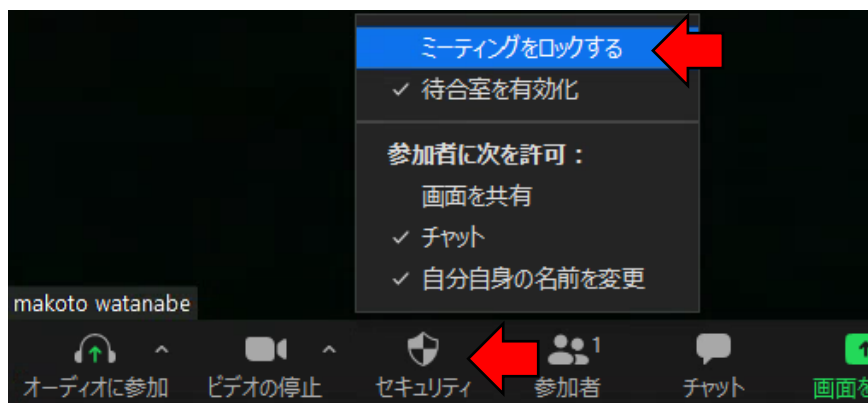 ミーティングをロックする
✓ 待合室を有効化
参加者に次を許可：
画面を共有
✓ チャット
✓ 自分自身の名前を変更
makoto watanabe
1
オーディオに参加 ビデオの停止 セキュリティ 参加者 チャット 画面を